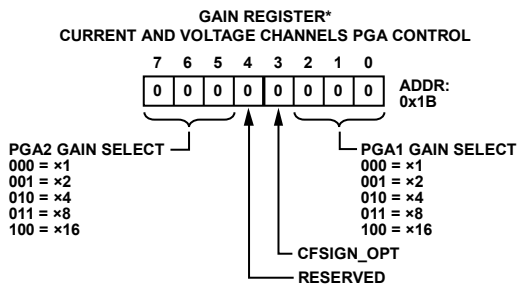 GAIN REGISTER*
CURRENT AND VOLTAGE CHANNELS PGA CONTROL
7 6 5 4 3 2 1 0
0 0 0 0 0 0 0 0
ADDR:
0x1B
PGA2 GAIN SELECT
000 = ×1
001 = ×2
010 = ×4
011 = ×8
100 = ×16
PGA1 GAIN SELECT
000 = ×1
001 = ×2
010 = ×4
011 = ×8
100 = ×16
CFSIGN_OPT
RESERVED